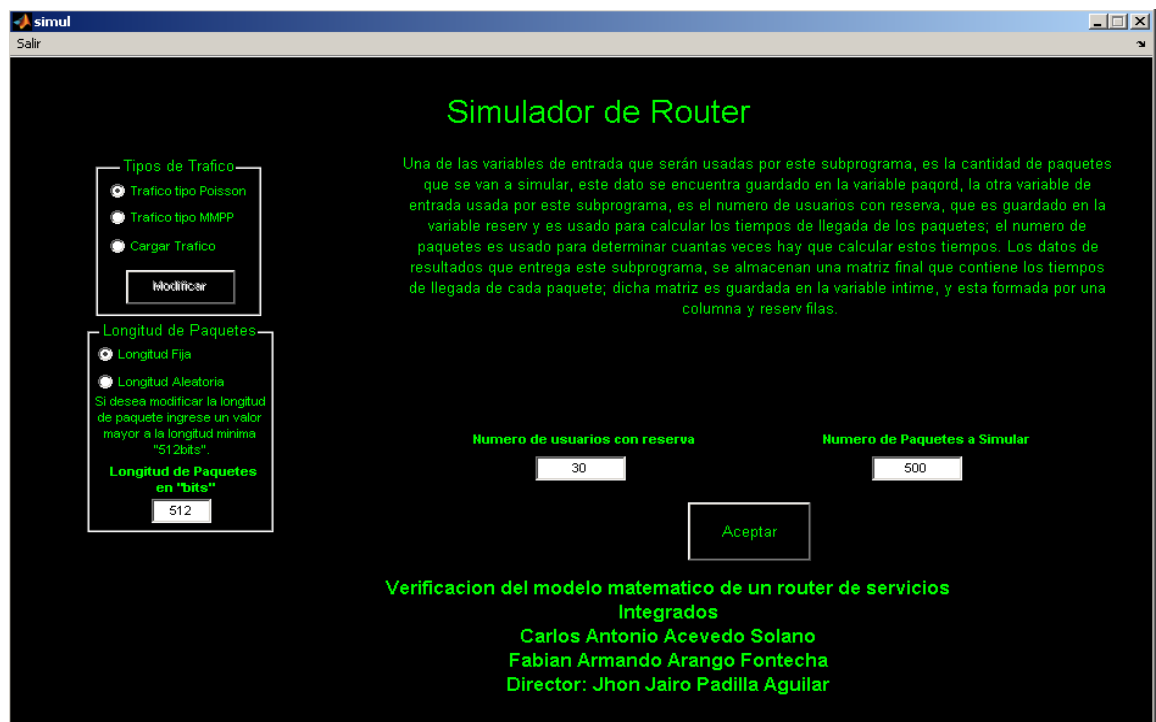 simul
Salir
Simulador de Router
Tipos de Trafico
Trafico tipo Poisson
Trafico tipo MMPP
Cargar Trafico
Modificar
Longitud de Paquetes
Longitud Fija
Longitud Aleatoria
Si desea modificar la longitud
de paquete ingrese un valor
mayor a la longitud minima
"512bits".
Longitud de Paquetes
en "bits"
512
Una de las variables de entrada que serán usadas por este subprograma, es la cantidad de paquetes
que se van a simular, este dato se encuentra guardado en la variable paqord, la otra variable de
entrada usada por este subprograma, es el numero de usuarios con reserva, que es guardado en la
variable reserv y es usado para calcular los tiempos de llegada de los paquetes; el numero de
paquetes es usado para determinar cuantas veces hay que calcular estos tiempos. Los datos de
resultados que entrega este subprograma, se almacenan una matriz final que contiene los tiempos
de llegada de cada paquete; dicha matriz es guardada en la variable intime, y esta formada por una
columna y reserv filas.
Numero de usuarios con reserva
30
Numero de Paquetes a Simular
500
Aceptar
Verificacion del modelo matematico de un router de servicios
Integrados
Carlos Antonio Acevedo Solano
Fabian Armando Arango Fontecha
Director: Jhon Jairo Padilla Aguilar